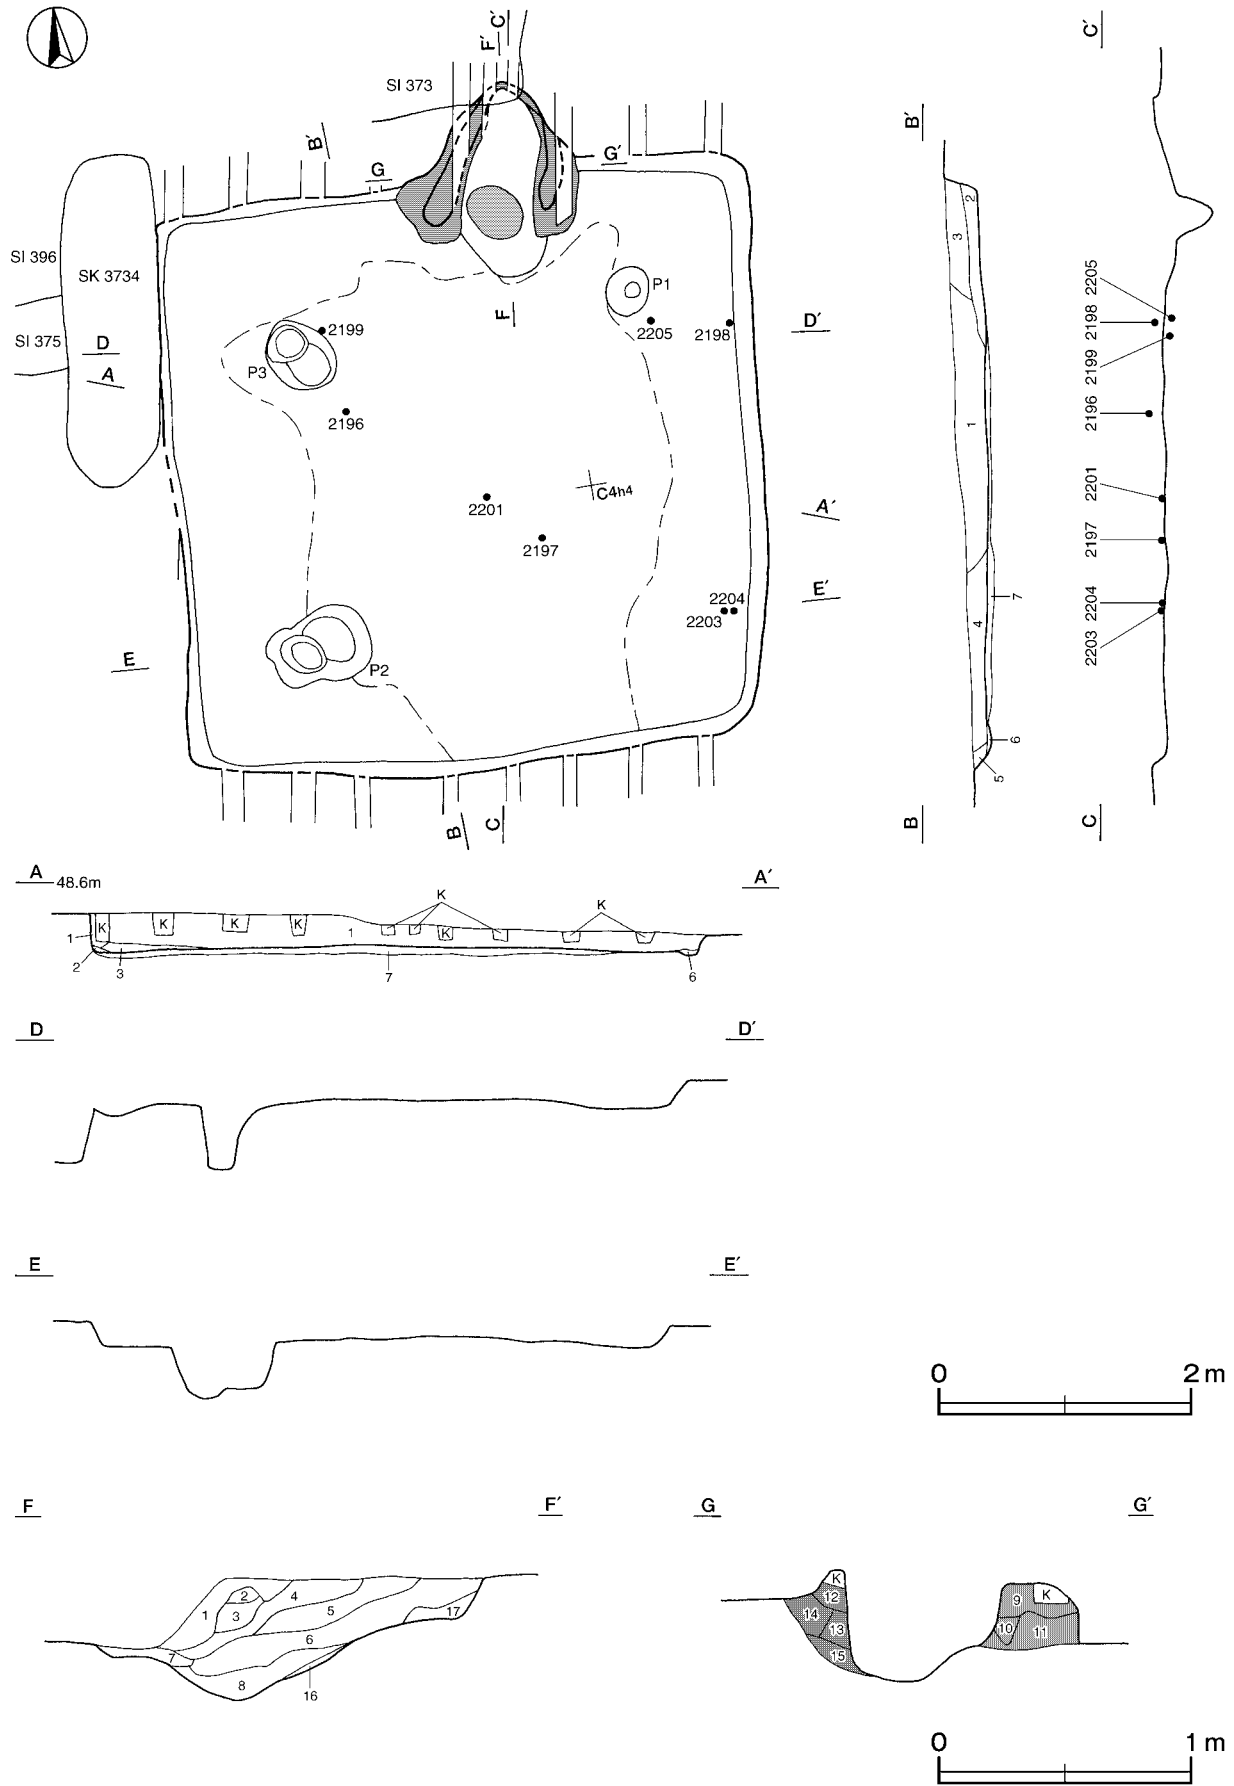 C′
F′
SI 373
B′
G
G′
SI 396
SK 3734
SI 375
D
A
P3
2199
2196
F
P1
2205
2198
D′
2201
C4h4
2197
A′
2204
2203
E′
E
P2
B
C
B′
2
3
1
4
7
6
5
B
C′
2205
2198
2199
2196
2201
2197
2204
2203
C
A 48.6m
A′
K
K
K
K
K
K
K
1
1
2
3
7
6
D
D′
E
E′
0
2 m
F
F′
1
2
3
4
5
6
7
8
16
17
G
G′
K
12
14
13
15
9
K
10
11
0
1 m